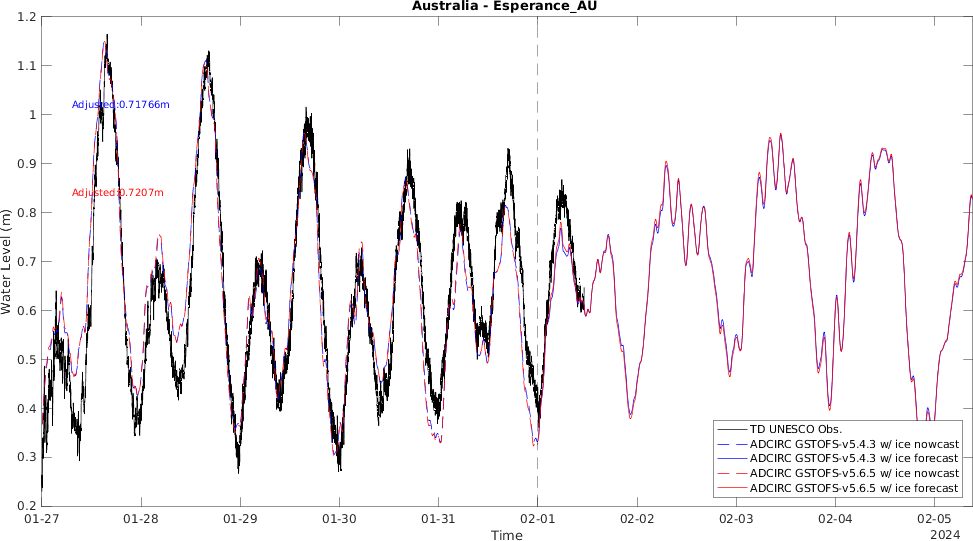 Australia - Esperance_AU
1.2
1.1
1
0.9
0.8
0.7
0.6
0.5
0.4
0.3
0.2
Water Level (m)
Adjusted:0.71766m
Adjusted:0.7207m
TD UNESCO Obs.
ADCIRC GSTOFS-v5.4.3 w/ ice nowcast
ADCIRC GSTOFS-v5.4.3 w/ ice forecast
ADCIRC GSTOFS-v5.6.5 w/ ice nowcast
ADCIRC GSTOFS-v5.6.5 w/ ice forecast
01-27 01-28 01-29 01-30 01-31 02-01 02-02 02-03 02-04 02-05
2024
Time